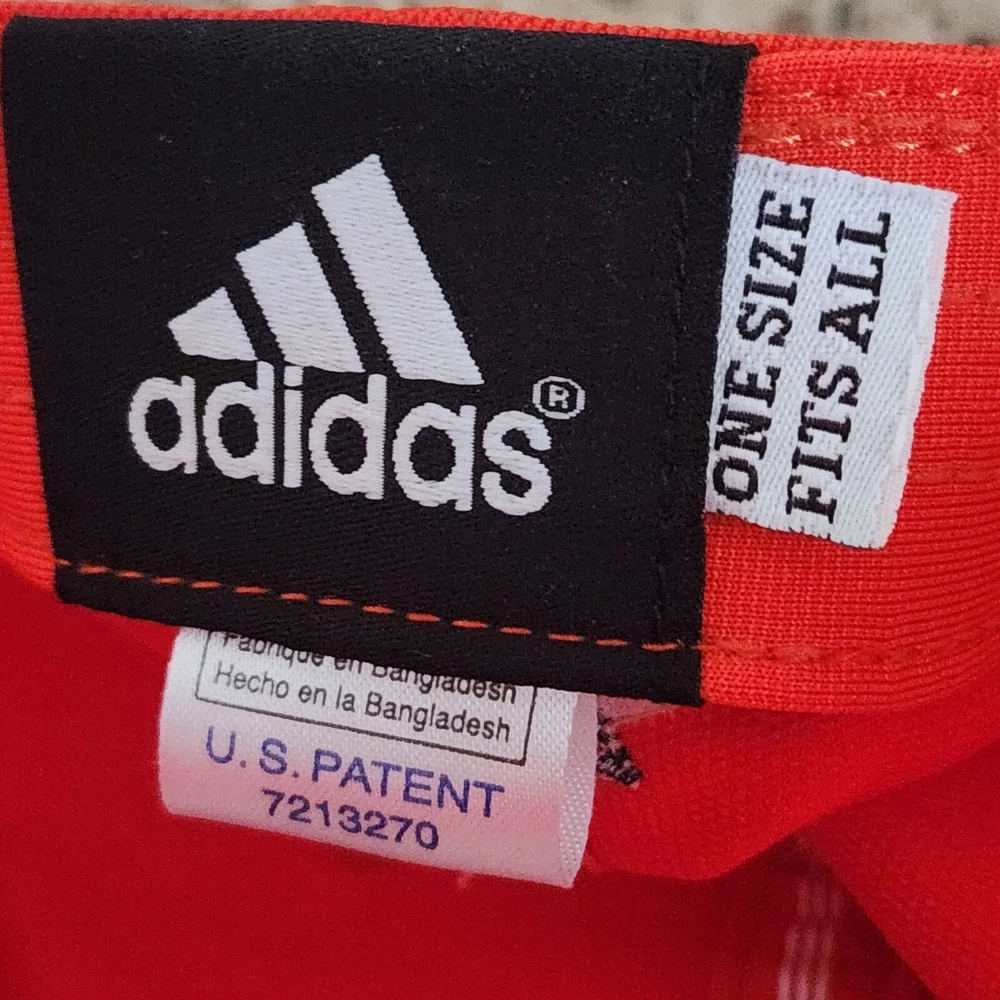 adidas®
ONE SIZE
FITS ALL
Fabrique en Bangladesh
Hecho en la Bangladesh
U.S. PATENT
7213270